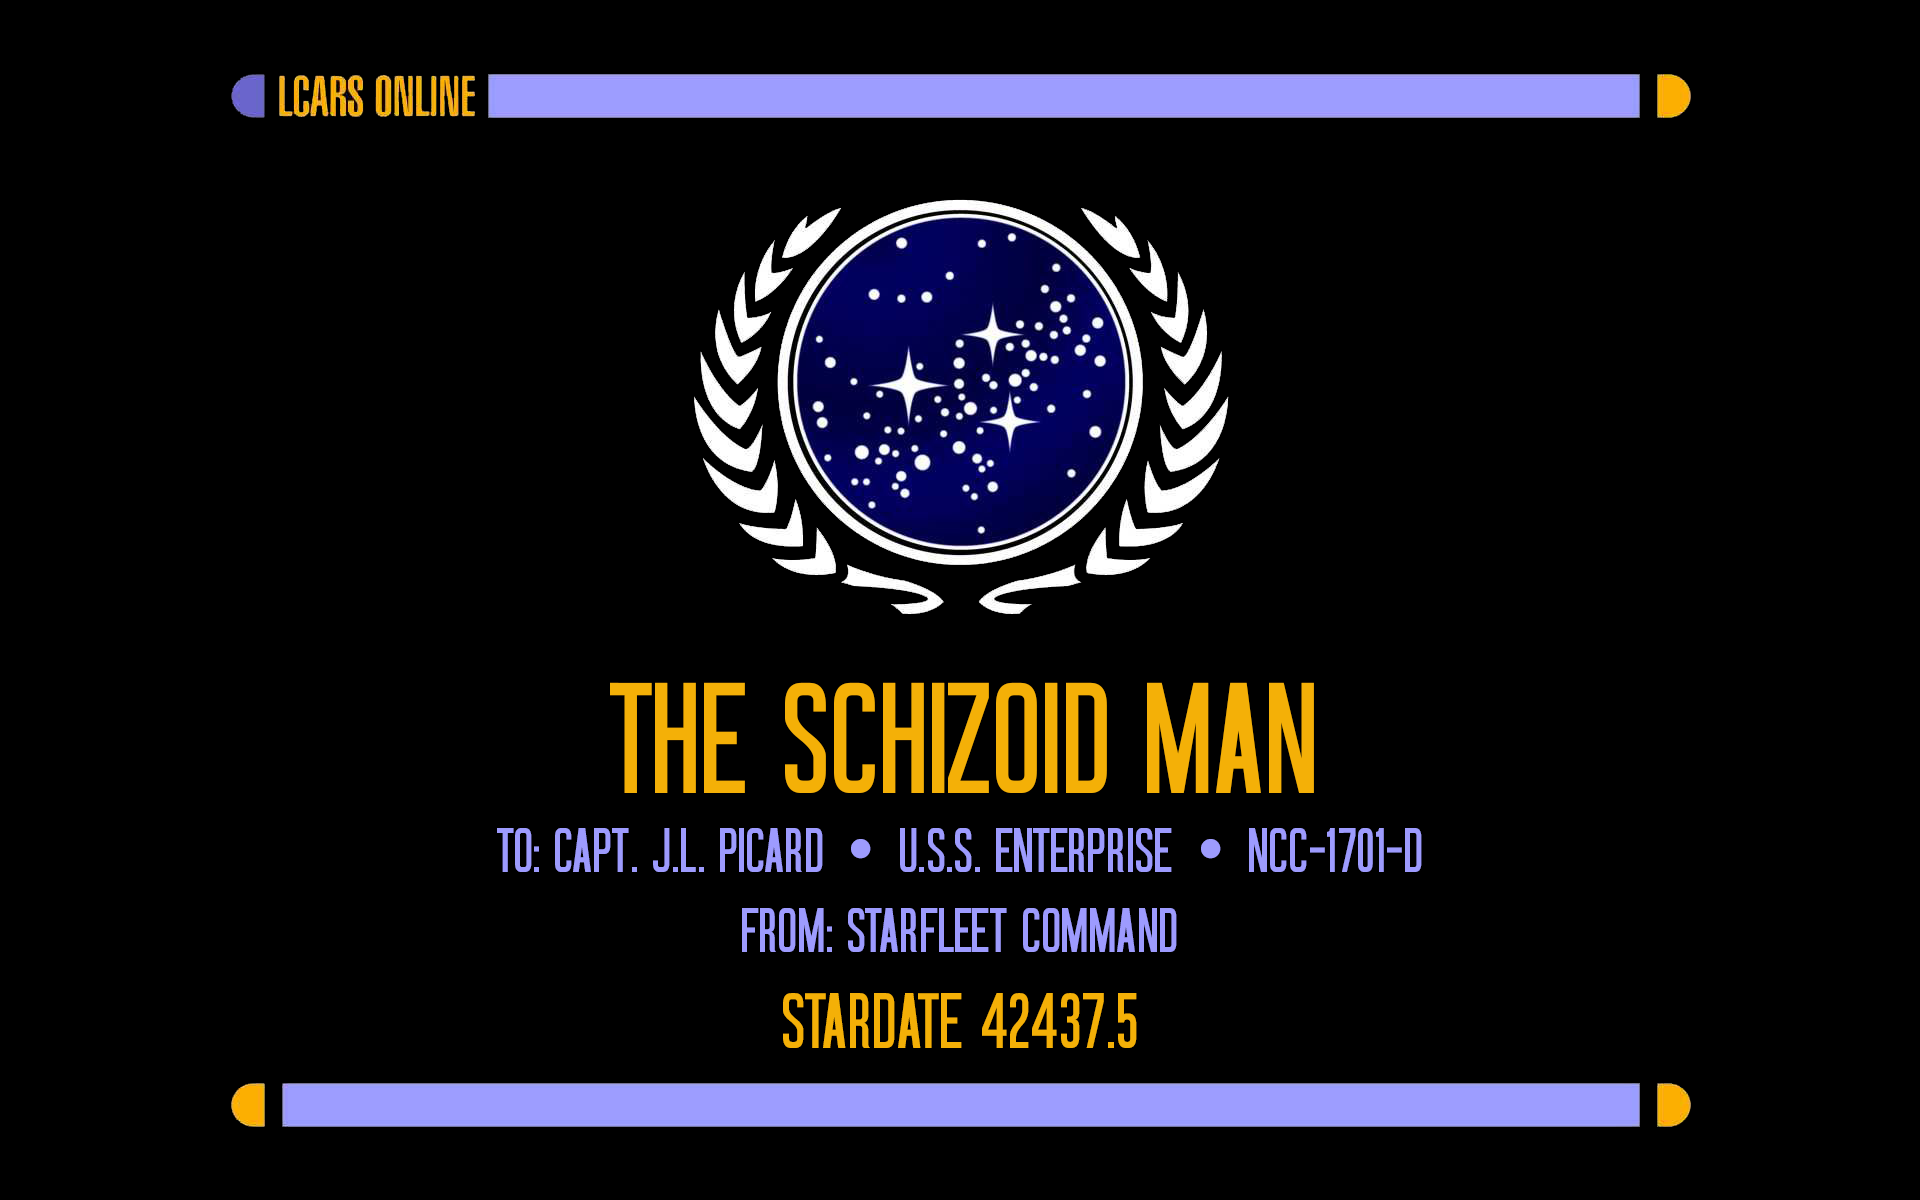 LCARS ONLINE
THE SCHIZOID MAN
TO: CAPT. J.L. PICARD • U.S.S. ENTERPRISE • NCC-1701-D
FROM: STARFLEET COMMAND
STARDATE 42437.5